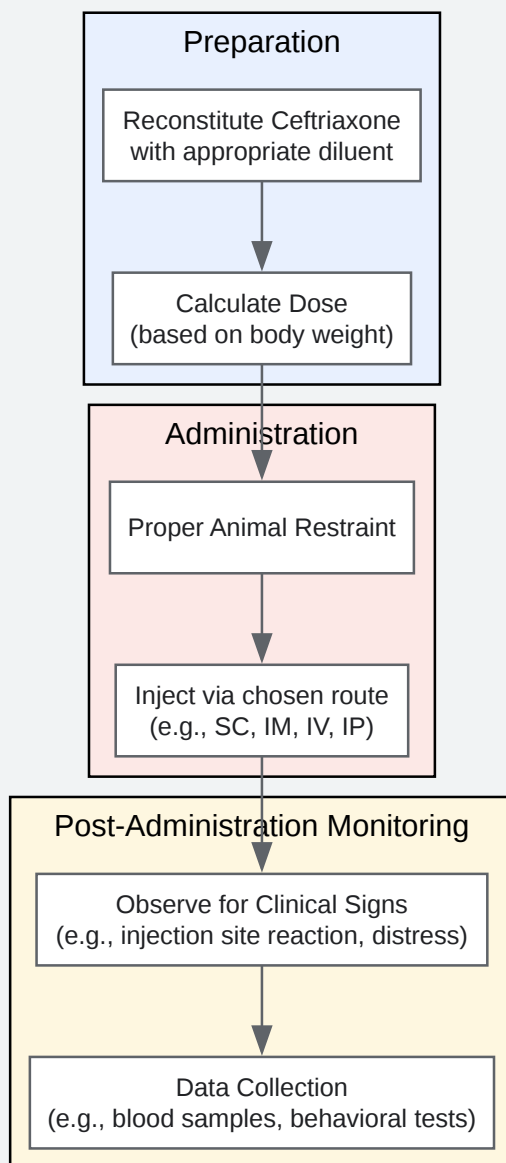 Preparation
Reconstitute Ceftriaxone
with appropriate diluent
Calculate Dose
(based on body weight)
Administration
Proper Animal Restraint
Inject via chosen route
(e.g., SC, IM, IV, IP)
Post-Administration Monitoring
Observe for Clinical Signs
(e.g., injection site reaction, distress)
Data Collection
(e.g., blood samples, behavioral tests)